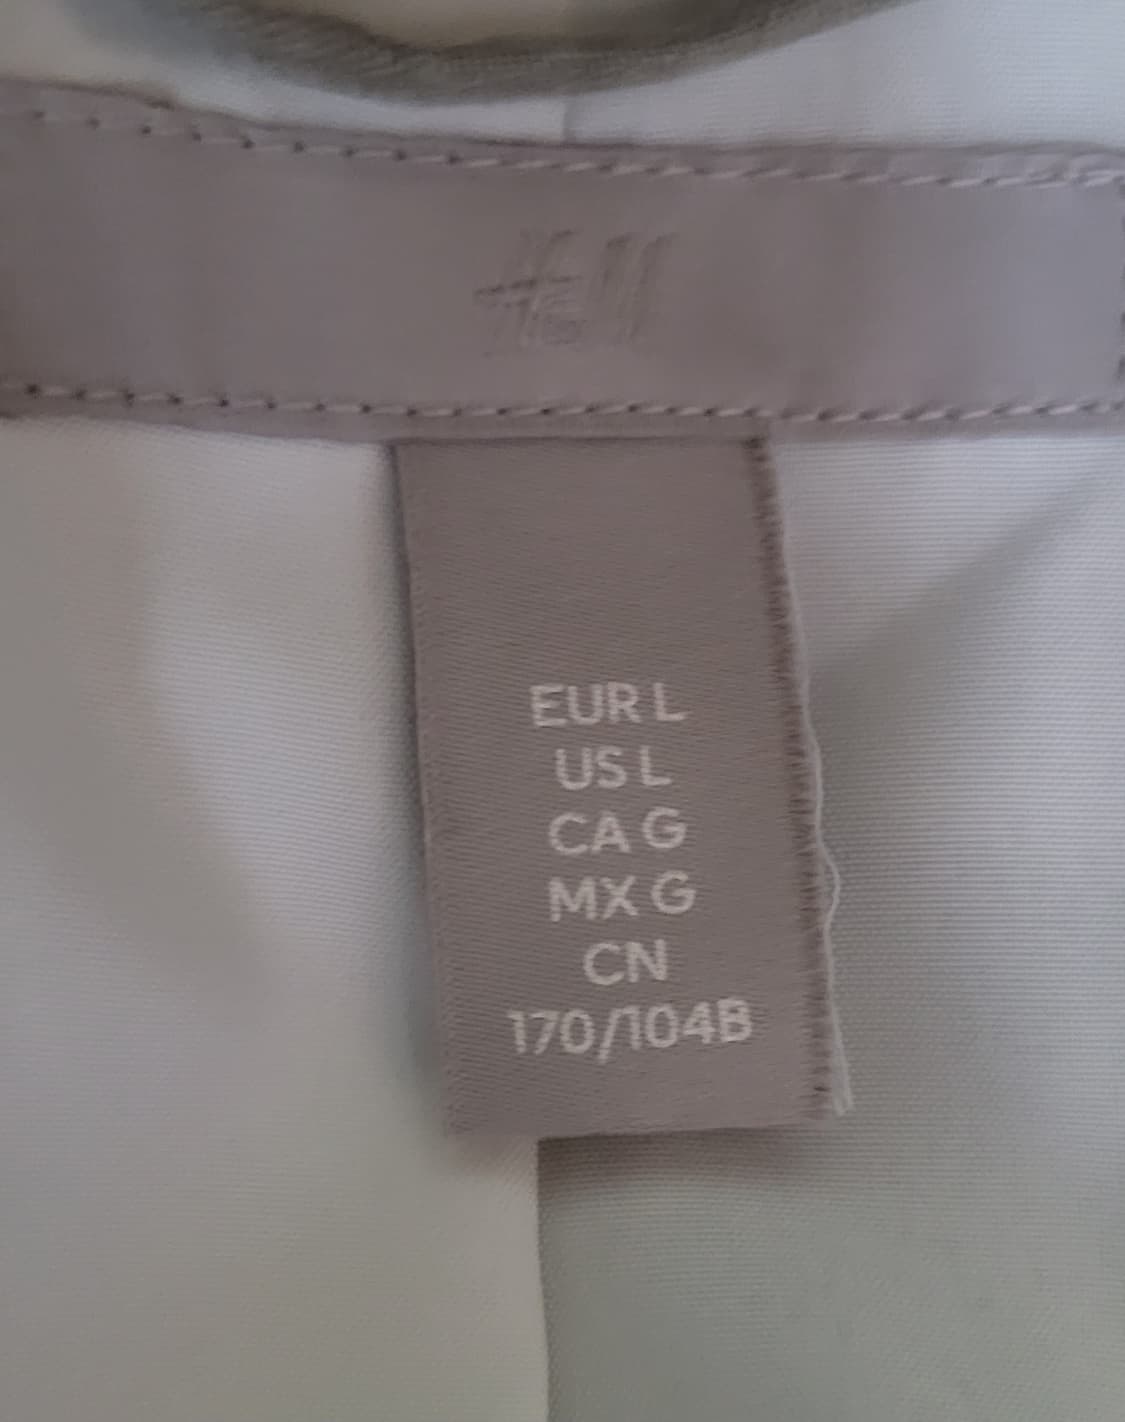 H&M
EUR L
US L
CA G
MX G
CN
170/104B